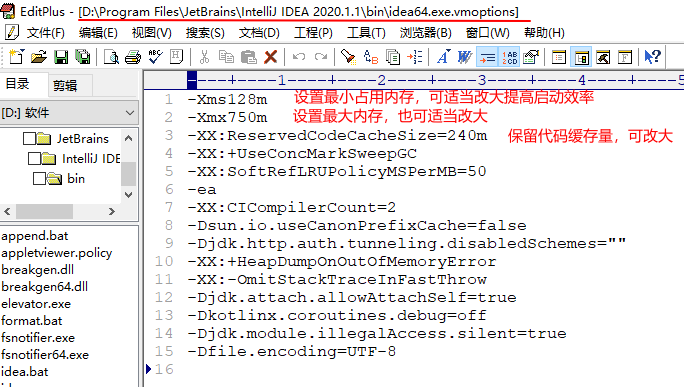 EditPlus - [D:\Program Files\JetBrains\IntelliJ IDEA 2020.1.1\bin\idea64.exe.vmoptions]
文件(F) 编辑(E) 视图(V) 搜索(S) 文档(D) 工程(P) 工具(T) 浏览器(B) 窗口(W) 帮助(H)
目录 剪辑
[D:] 软件
JetBrains
IntelliJ IDE
bin
append.bat
appletviewer.policy
breakgen.dll
breakgen64.dll
elevator.exe
format.bat
fsnotifier.exe
fsnotifier64.exe
idea.bat
----+----1----+----2----+----3----+----4----+----5
1 -Xms128m 设置最小占用内存，可适当改大提高启动效率
2 -Xmx750m 设置最大内存，也可适当改大
3 -XX:ReservedCodeCacheSize=240m 保留代码缓存量，可改大
4 -XX:+UseConcMarkSweepGC
5 -XX:SoftRefLRUPolicyMSPerMB=50
6 -ea
7 -XX:CICompilerCount=2
8 -Dsun.io.useCanonPrefixCache=false
9 -Djdk.http.auth.tunneling.disabledSchemes=""
10 -XX:+HeapDumpOnOutOfMemoryError
11 -XX:-OmitStackTraceInFastThrow
12 -Djdk.attach.allowAttachSelf=true
13 -Dkotlinx.coroutines.debug=off
14 -Djdk.module.illegalAccess.silent=true
15 -Dfile.encoding=UTF-8
16